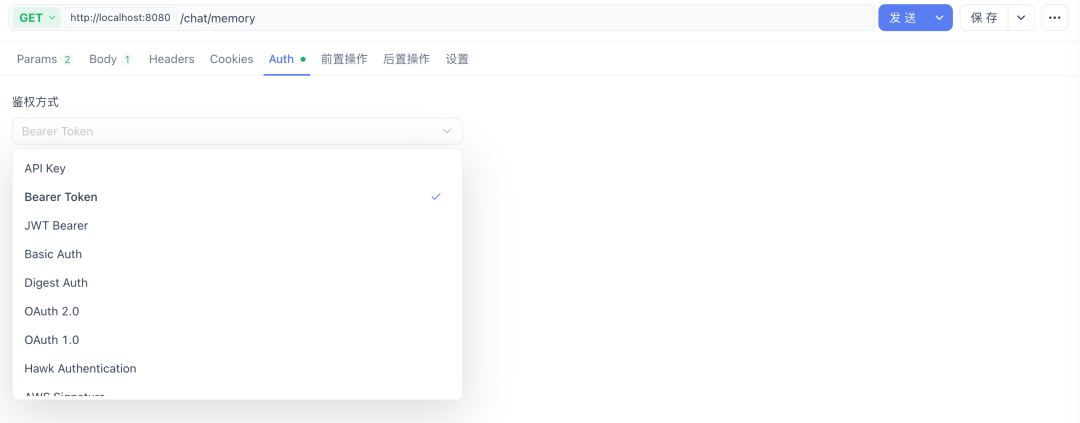 GET http://localhost:8080 /chat/memory 发送 保存
Params 2 Body 1 Headers Cookies Auth 前置操作 后置操作 设置
鉴权方式
Bearer Token
API Key
Bearer Token
JWT Bearer
Basic Auth
Digest Auth
OAuth 2.0
OAuth 1.0
Hawk Authentication
AWS Signature